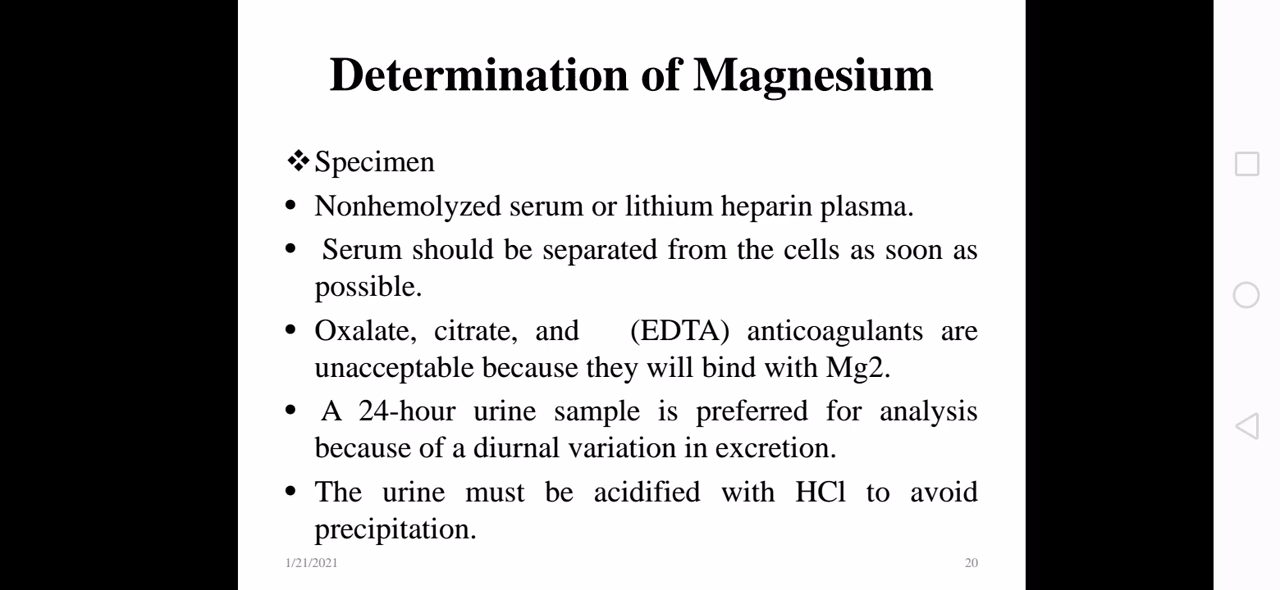 Determination of Magnesium
❖Specimen
• Nonhemolyzed serum or lithium heparin plasma.
• Serum should be separated from the cells as soon as
possible.
• Oxalate, citrate, and (EDTA) anticoagulants are
unacceptable because they will bind with Mg2.
• A 24-hour urine sample is preferred for analysis
because of a diurnal variation in excretion.
• The urine must be acidified with HCl to avoid
precipitation.
1/21/2021
20